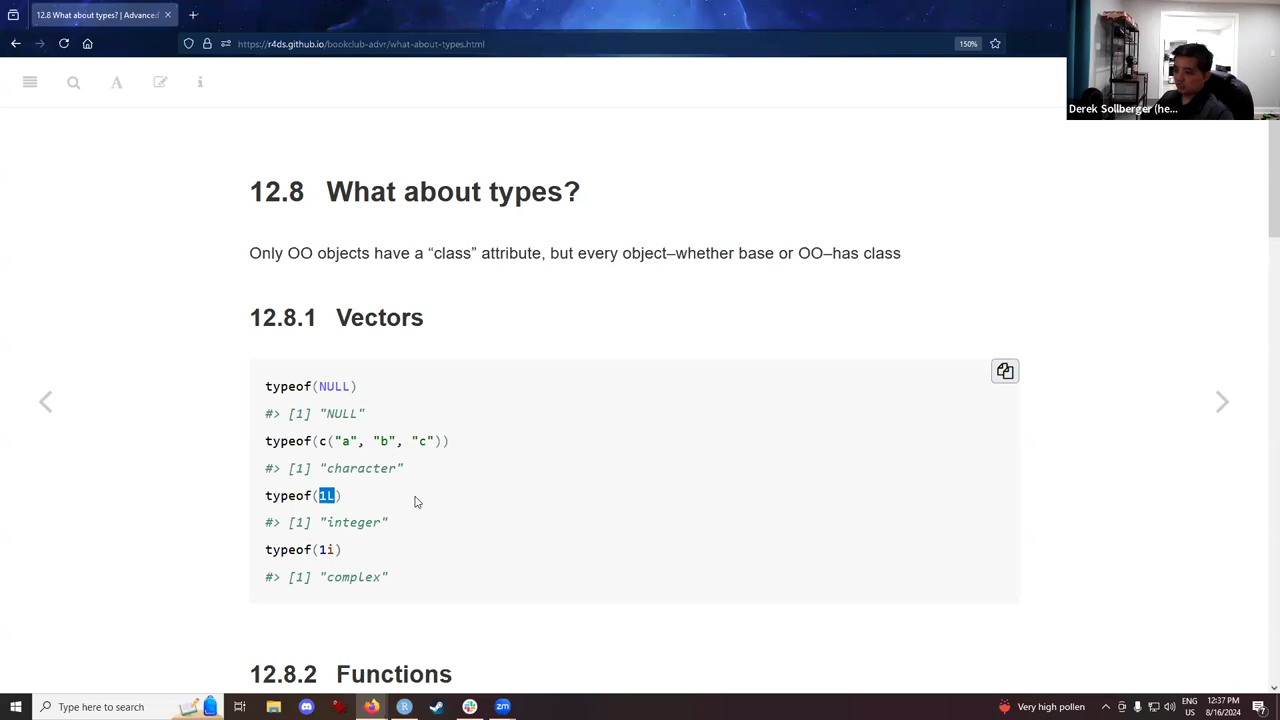 12.8 What about types? | Advanced
https://r4ds.github.io/bookclub-advr/what-about-types.html
150%
Derek Sollberger (he...
12.8 What about types?
Only OO objects have a “class” attribute, but every object–whether base or OO–has class
12.8.1 Vectors
typeof(NULL)
#> [1] "NULL"
typeof(c("a", "b", "c"))
#> [1] "character"
typeof(1L)
#> [1] "integer"
typeof(1i)
#> [1] "complex"
12.8.2 Functions
Type here to search
Very high pollen
ENG
US
12:37 PM
8/16/2024